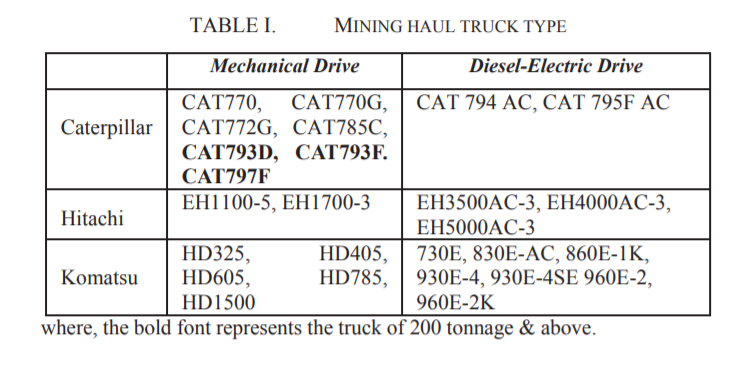 TABLE I. MINING HAUL TRUCK TYPE
Mechanical Drive Diesel-Electric Drive
Caterpillar
CAT770, CAT770G,
CAT772G, CAT785C,
CAT793D, CAT793F.
CAT797F
CAT 794 AC, CAT 795F AC
Hitachi
EH1100-5, EH1700-3
EH3500AC-3, EH4000AC-3,
EH5000AC-3
Komatsu
HD325, HD405,
HD605, HD785,
HD1500
730E, 830E-AC, 860E-1K,
930E-4, 930E-4SE 960E-2,
960E-2K
where, the bold font represents the truck of 200 tonnage & above.